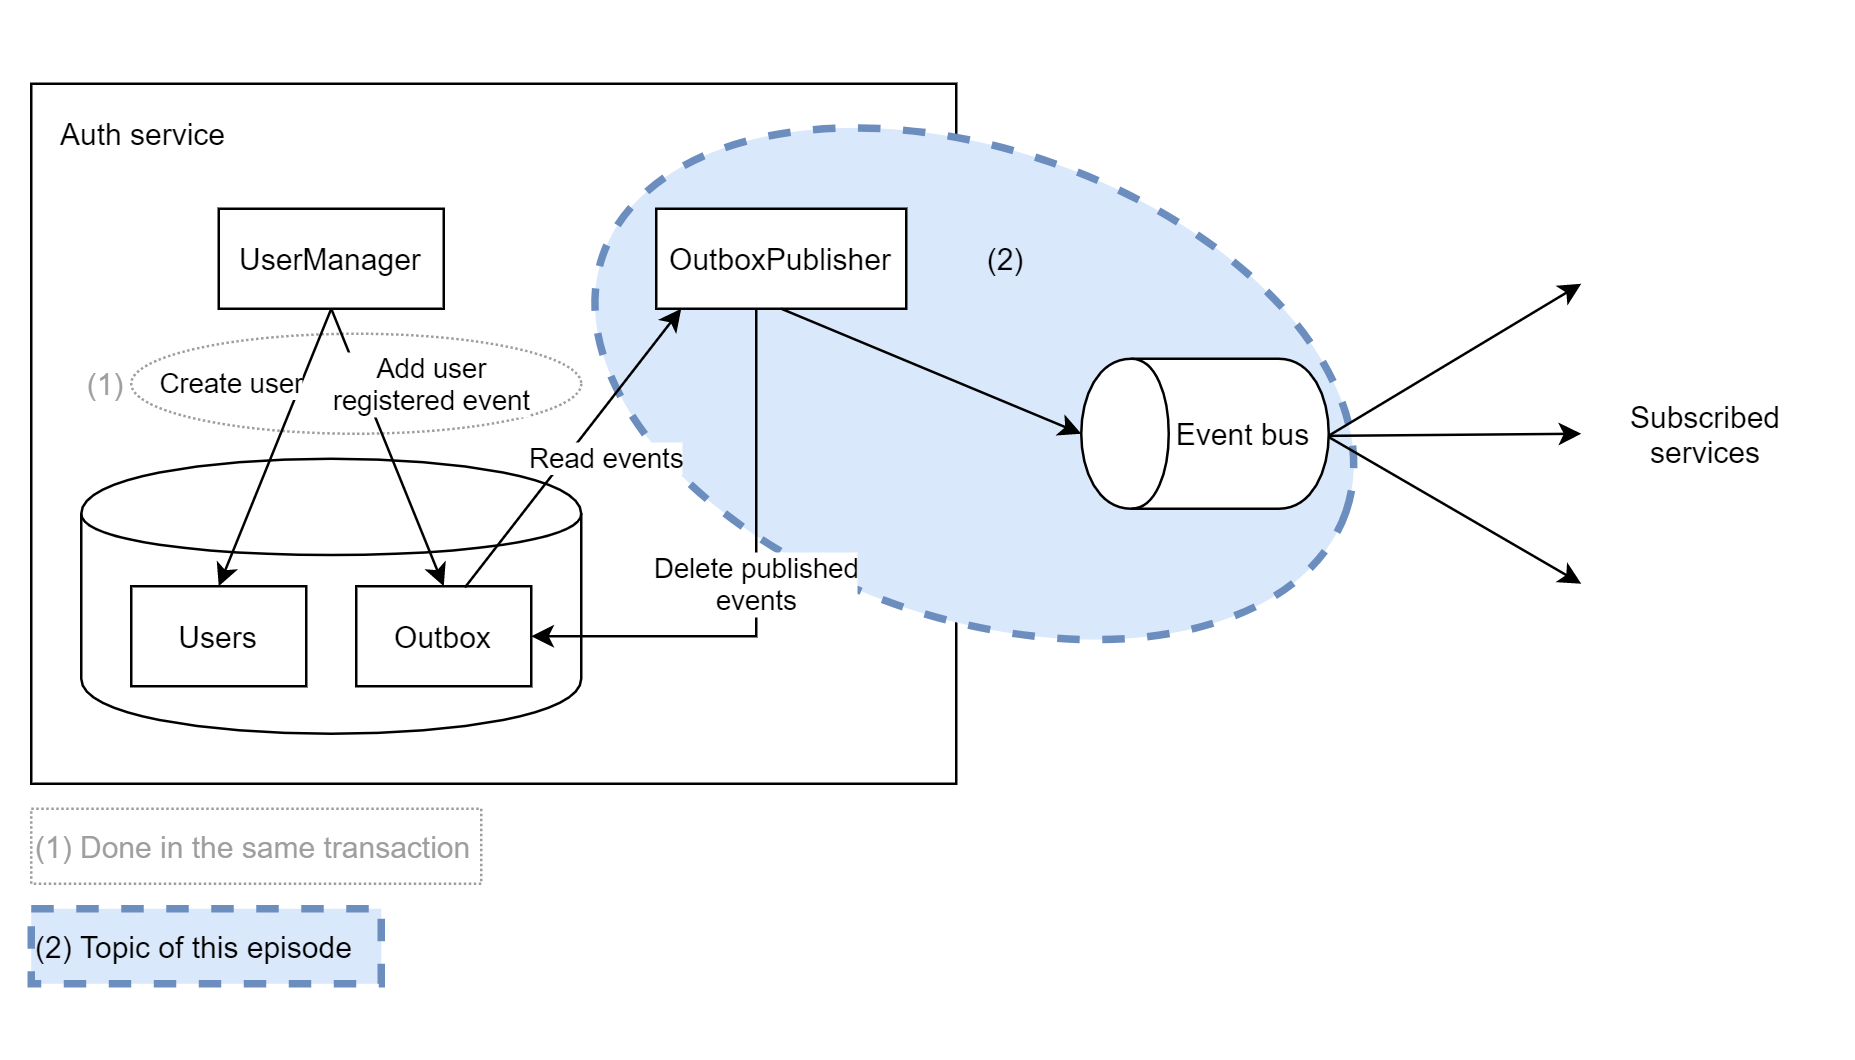 Auth service
UserManager
OutboxPublisher
(2)
(1)
Create user
Add user
registered event
Read events
Event bus
Subscribed
services
Delete published
events
Users
Outbox
(1) Done in the same transaction
(2) Topic of this episode